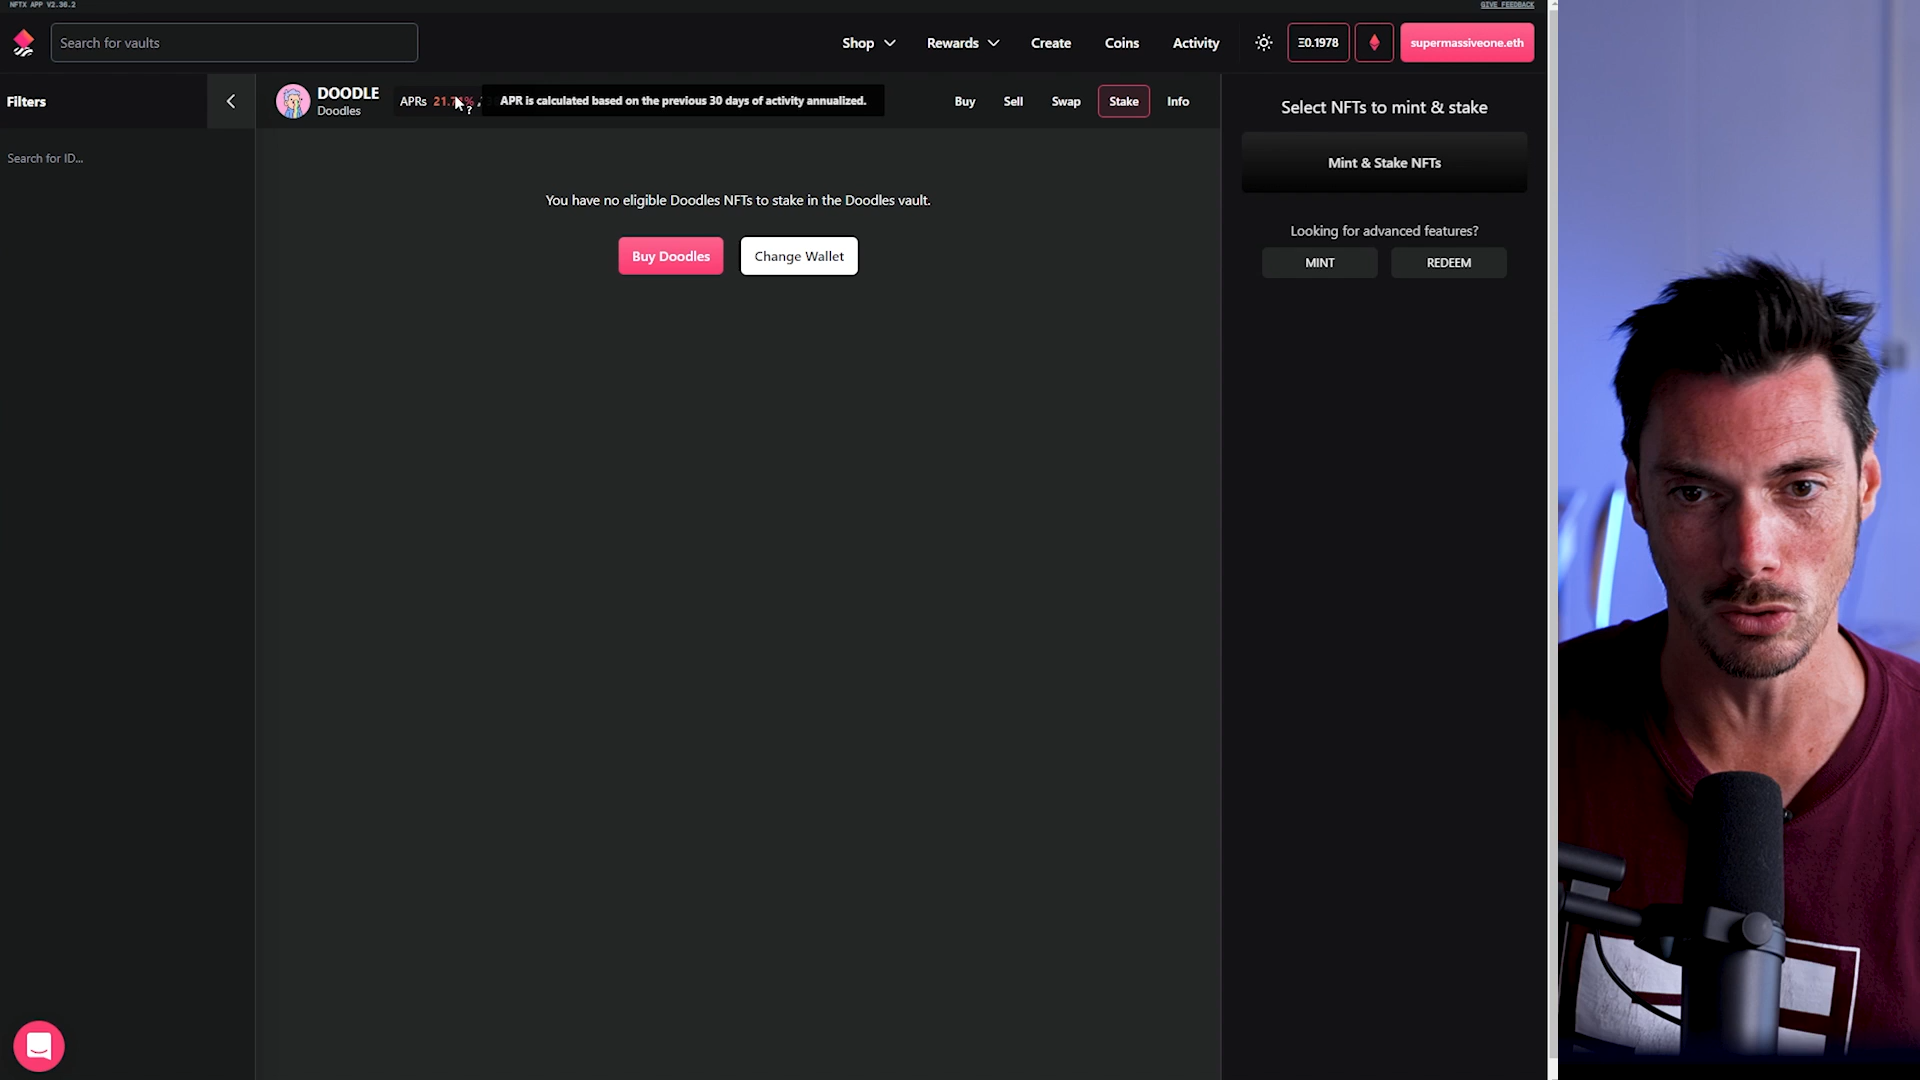 NFTX APP V2.36.2
GIVE FEEDBACK
Search for vaults
Shop
Rewards
Create
Coins
Activity
Ξ0.1978
supermassiveone.eth
Filters
DOODLE
Doodles
APRs
APR is calculated based on the previous 30 days of activity annualized.
Buy
Sell
Swap
Stake
Info
Select NFTs to mint & stake
Search for ID...
Mint & Stake NFTs
You have no eligible Doodles NFTs to stake in the Doodles vault.
Looking for advanced features?
Buy Doodles
Change Wallet
MINT
REDEEM